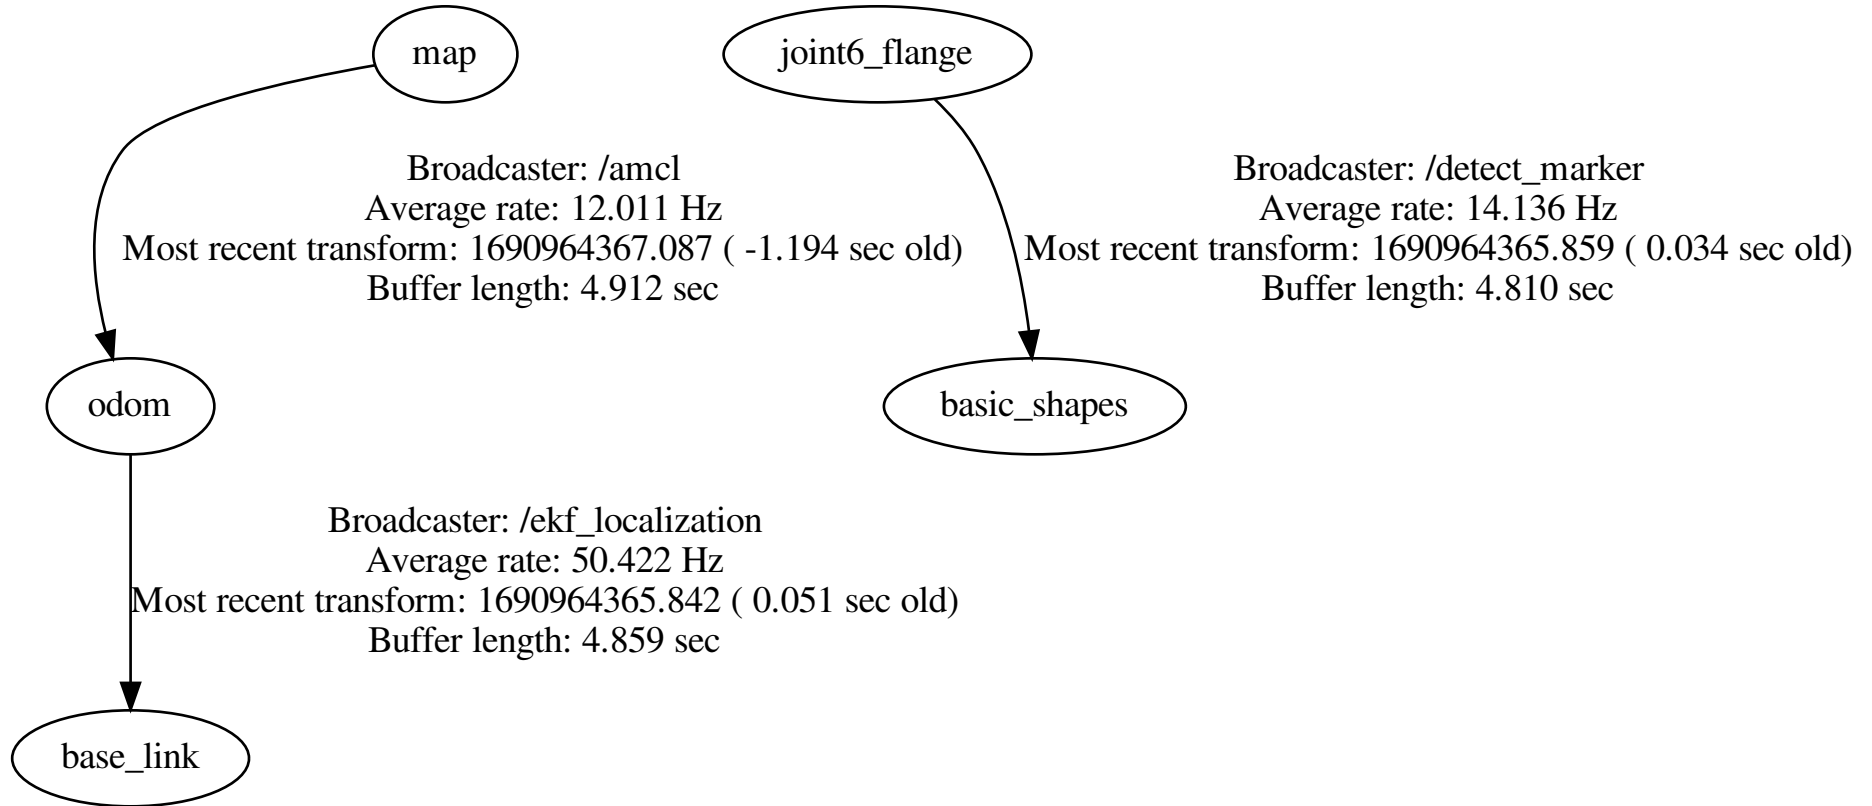 map
joint6_flange
Broadcaster: /amcl
Average rate: 12.011 Hz
Most recent transform: 1690964367.087 ( -1.194 sec old)
Buffer length: 4.912 sec
Broadcaster: /detect_marker
Average rate: 14.136 Hz
Most recent transform: 1690964365.859 ( 0.034 sec old)
Buffer length: 4.810 sec
odom
basic_shapes
Broadcaster: /ekf_localization
Average rate: 50.422 Hz
Most recent transform: 1690964365.842 ( 0.051 sec old)
Buffer length: 4.859 sec
base_link